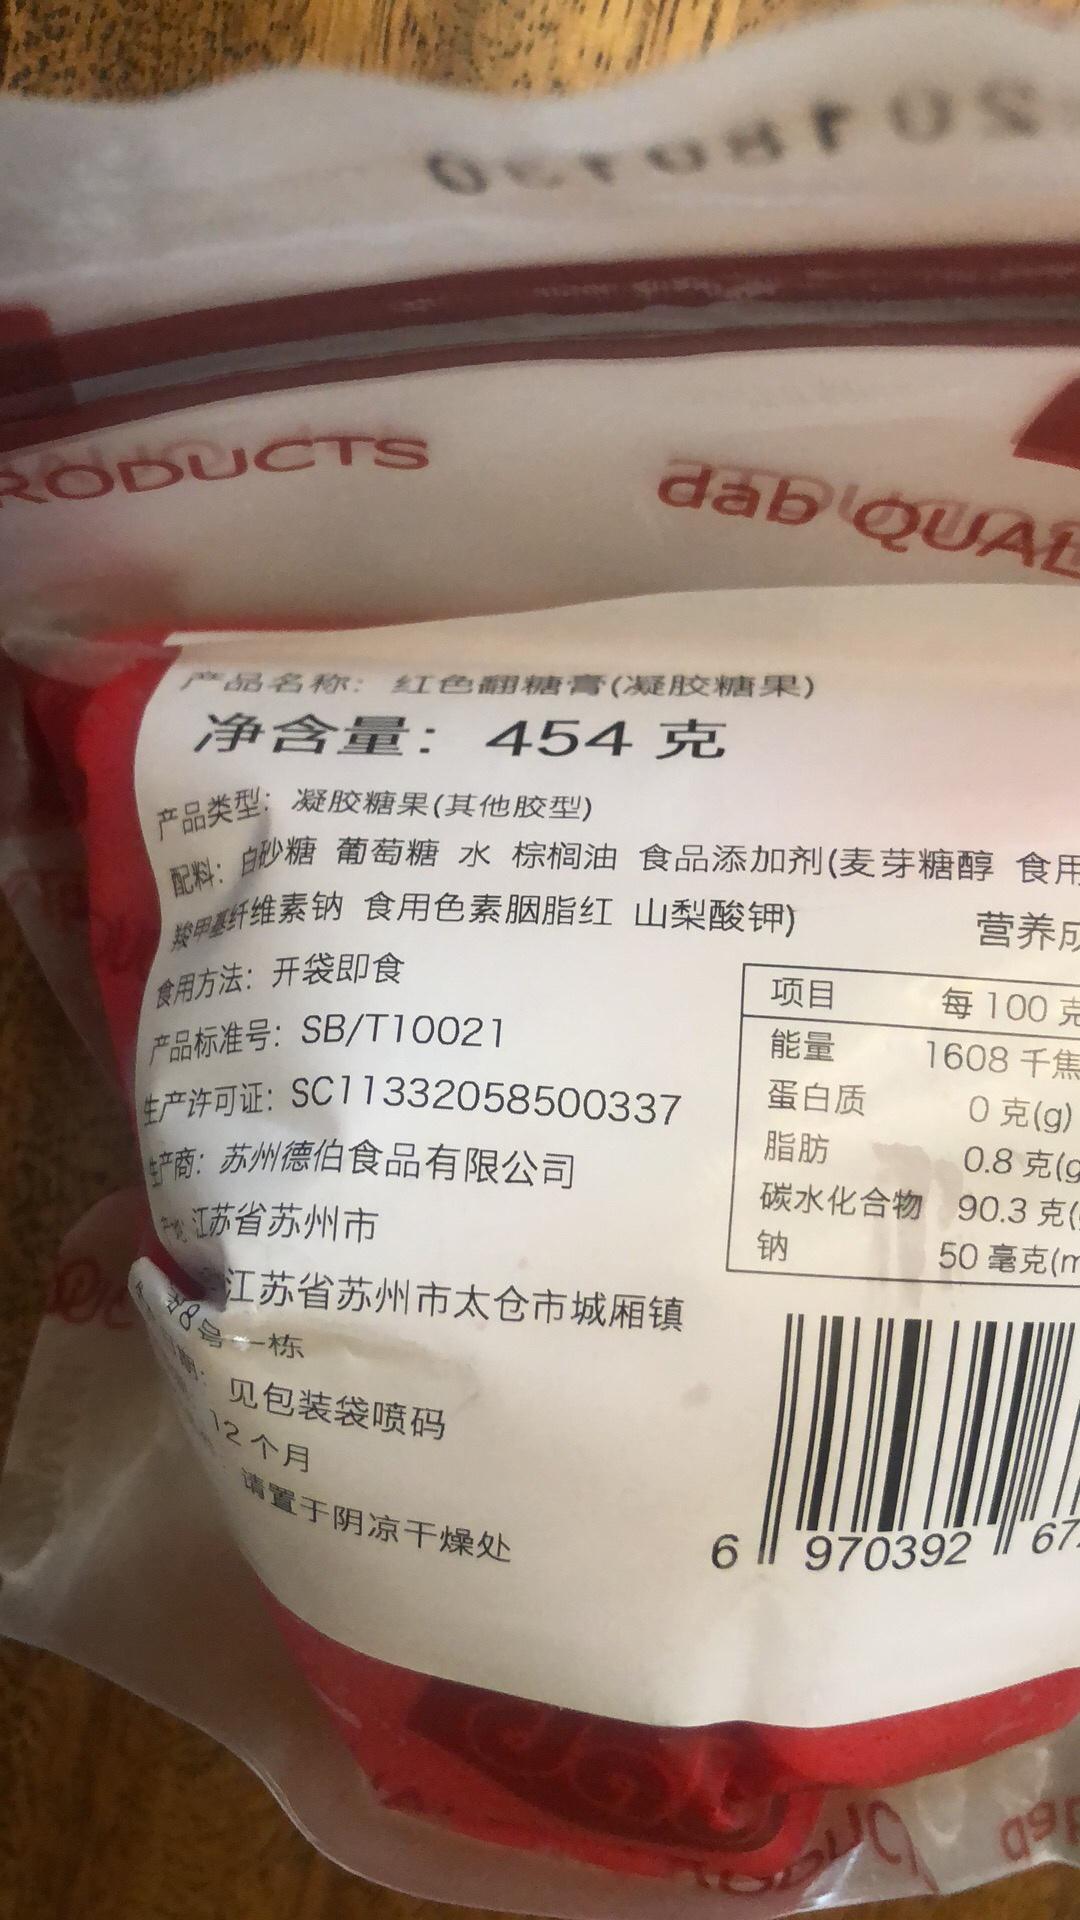 20180130
RODUCTS
dab QUAL
产品名称: 红色翻糖膏(凝胶糖果)
净含量: 454 克
产品类型: 凝胶糖果(其他胶型)
配料: 白砂糖 葡萄糖 水 棕榈油 食品添加剂(麦芽糖醇 食用
羧甲基纤维素钠 食用色素胭脂红 山梨酸钾)
食用方法: 开袋即食
产品标准号: SB/T10021
生产许可证: SC11332058500337
生产商: 苏州德伯食品有限公司
江苏省苏州市
江苏省苏州市太仓市城厢镇
8号 一栋
见包装袋喷码
12 个月
请置于阴凉干燥处
营养成
项目 每 100 克
能量 1608 千焦
蛋白质 0 克(g)
脂肪 0.8 克(g
碳水化合物 90.3 克(
钠 50 毫克(m
6 970392 67